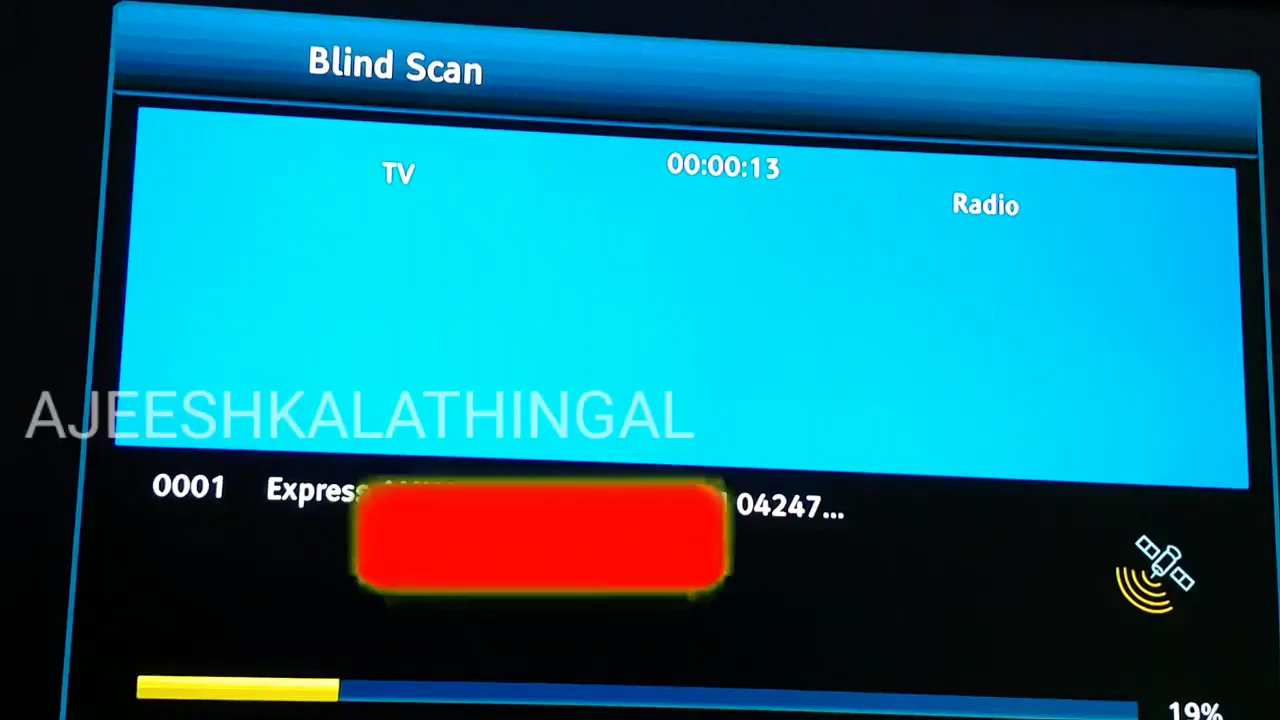 Blind Scan
TV
00:00:13
Radio
AJEESHKALATHINGAL
0001 Express 04247...
19%